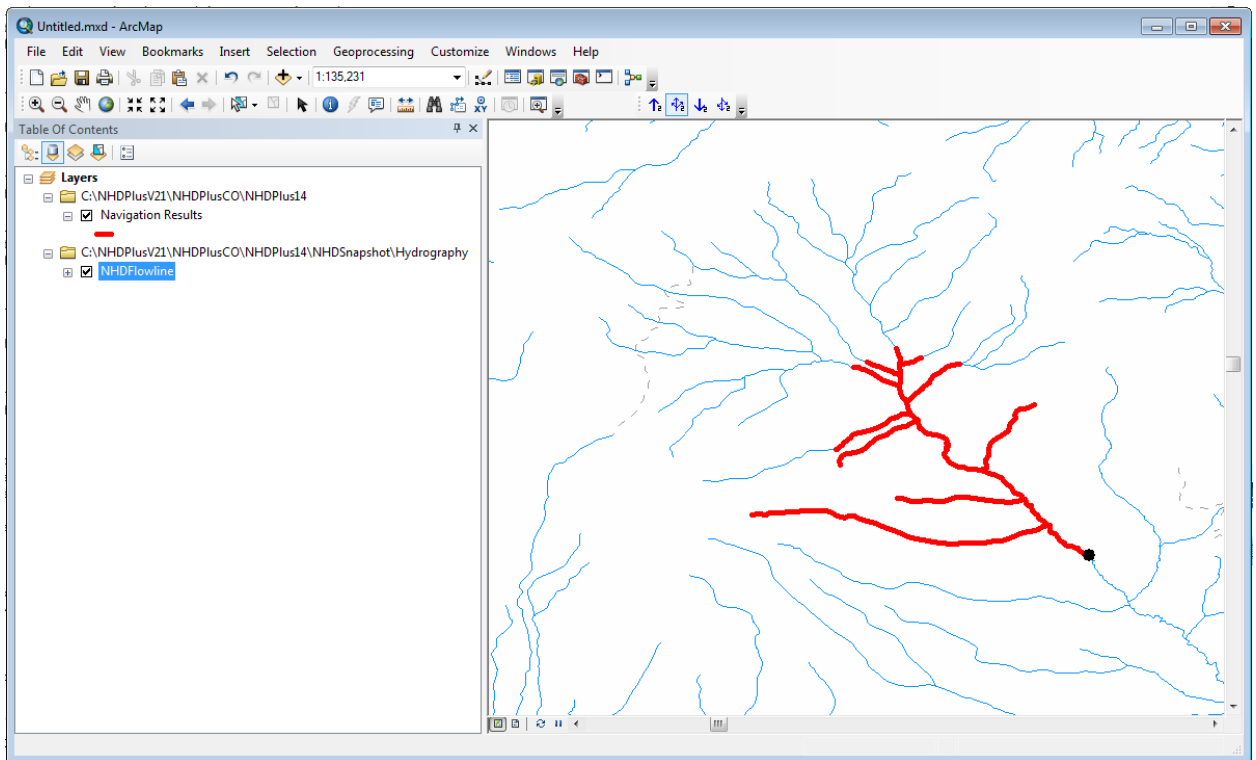 Untitled.mxd - ArcMap
File Edit View Bookmarks Insert Selection Geoprocessing Customize Windows Help
1:135,231
Table Of Contents
Layers
C:\NHDPlusV21\NHDPlusCO\NHDPlus14
Navigation Results
C:\NHDPlusV21\NHDPlusCO\NHDPlus14\NHDSnapshot\Hydrography
NHDFlowline